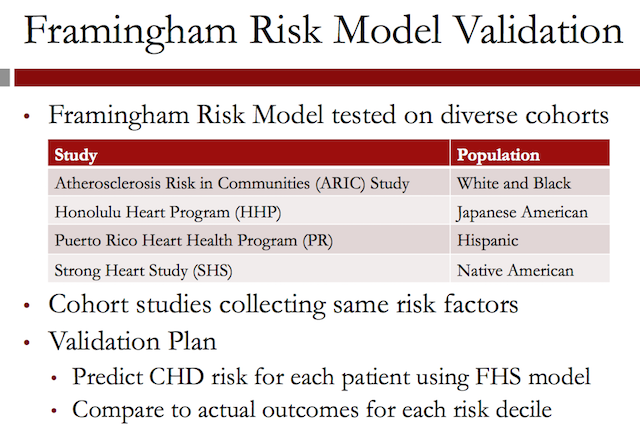 Framingham Risk Model Validation
• Framingham Risk Model tested on diverse cohorts
Study Population
Atherosclerosis Risk in Communities (ARIC) Study White and Black
Honolulu Heart Program (HHP) Japanese American
Puerto Rico Heart Health Program (PR) Hispanic
Strong Heart Study (SHS) Native American
• Cohort studies collecting same risk factors
• Validation Plan
• Predict CHD risk for each patient using FHS model
• Compare to actual outcomes for each risk decile